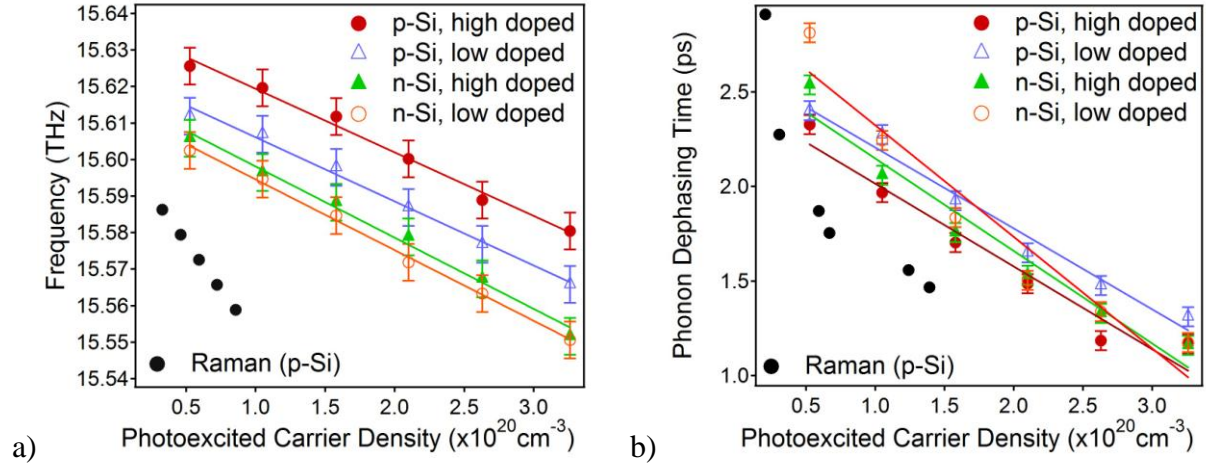 a)
Frequency (THz)
15.64
15.63
15.62
15.61
15.60
15.59
15.58
15.57
15.56
15.55
15.54
p-Si, high doped
p-Si, low doped
n-Si, high doped
n-Si, low doped
Raman (p-Si)
0.5 1.0 1.5 2.0 2.5 3.0
Photoexcited Carrier Density (x10²⁰cm⁻³)
b)
Phonon Dephasing Time (ps)
2.5
2.0
1.5
1.0
p-Si, high doped
p-Si, low doped
n-Si, high doped
n-Si, low doped
Raman (p-Si)
0.5 1.0 1.5 2.0 2.5 3.0
Photoexcited Carrier Density (x10²⁰cm⁻³)